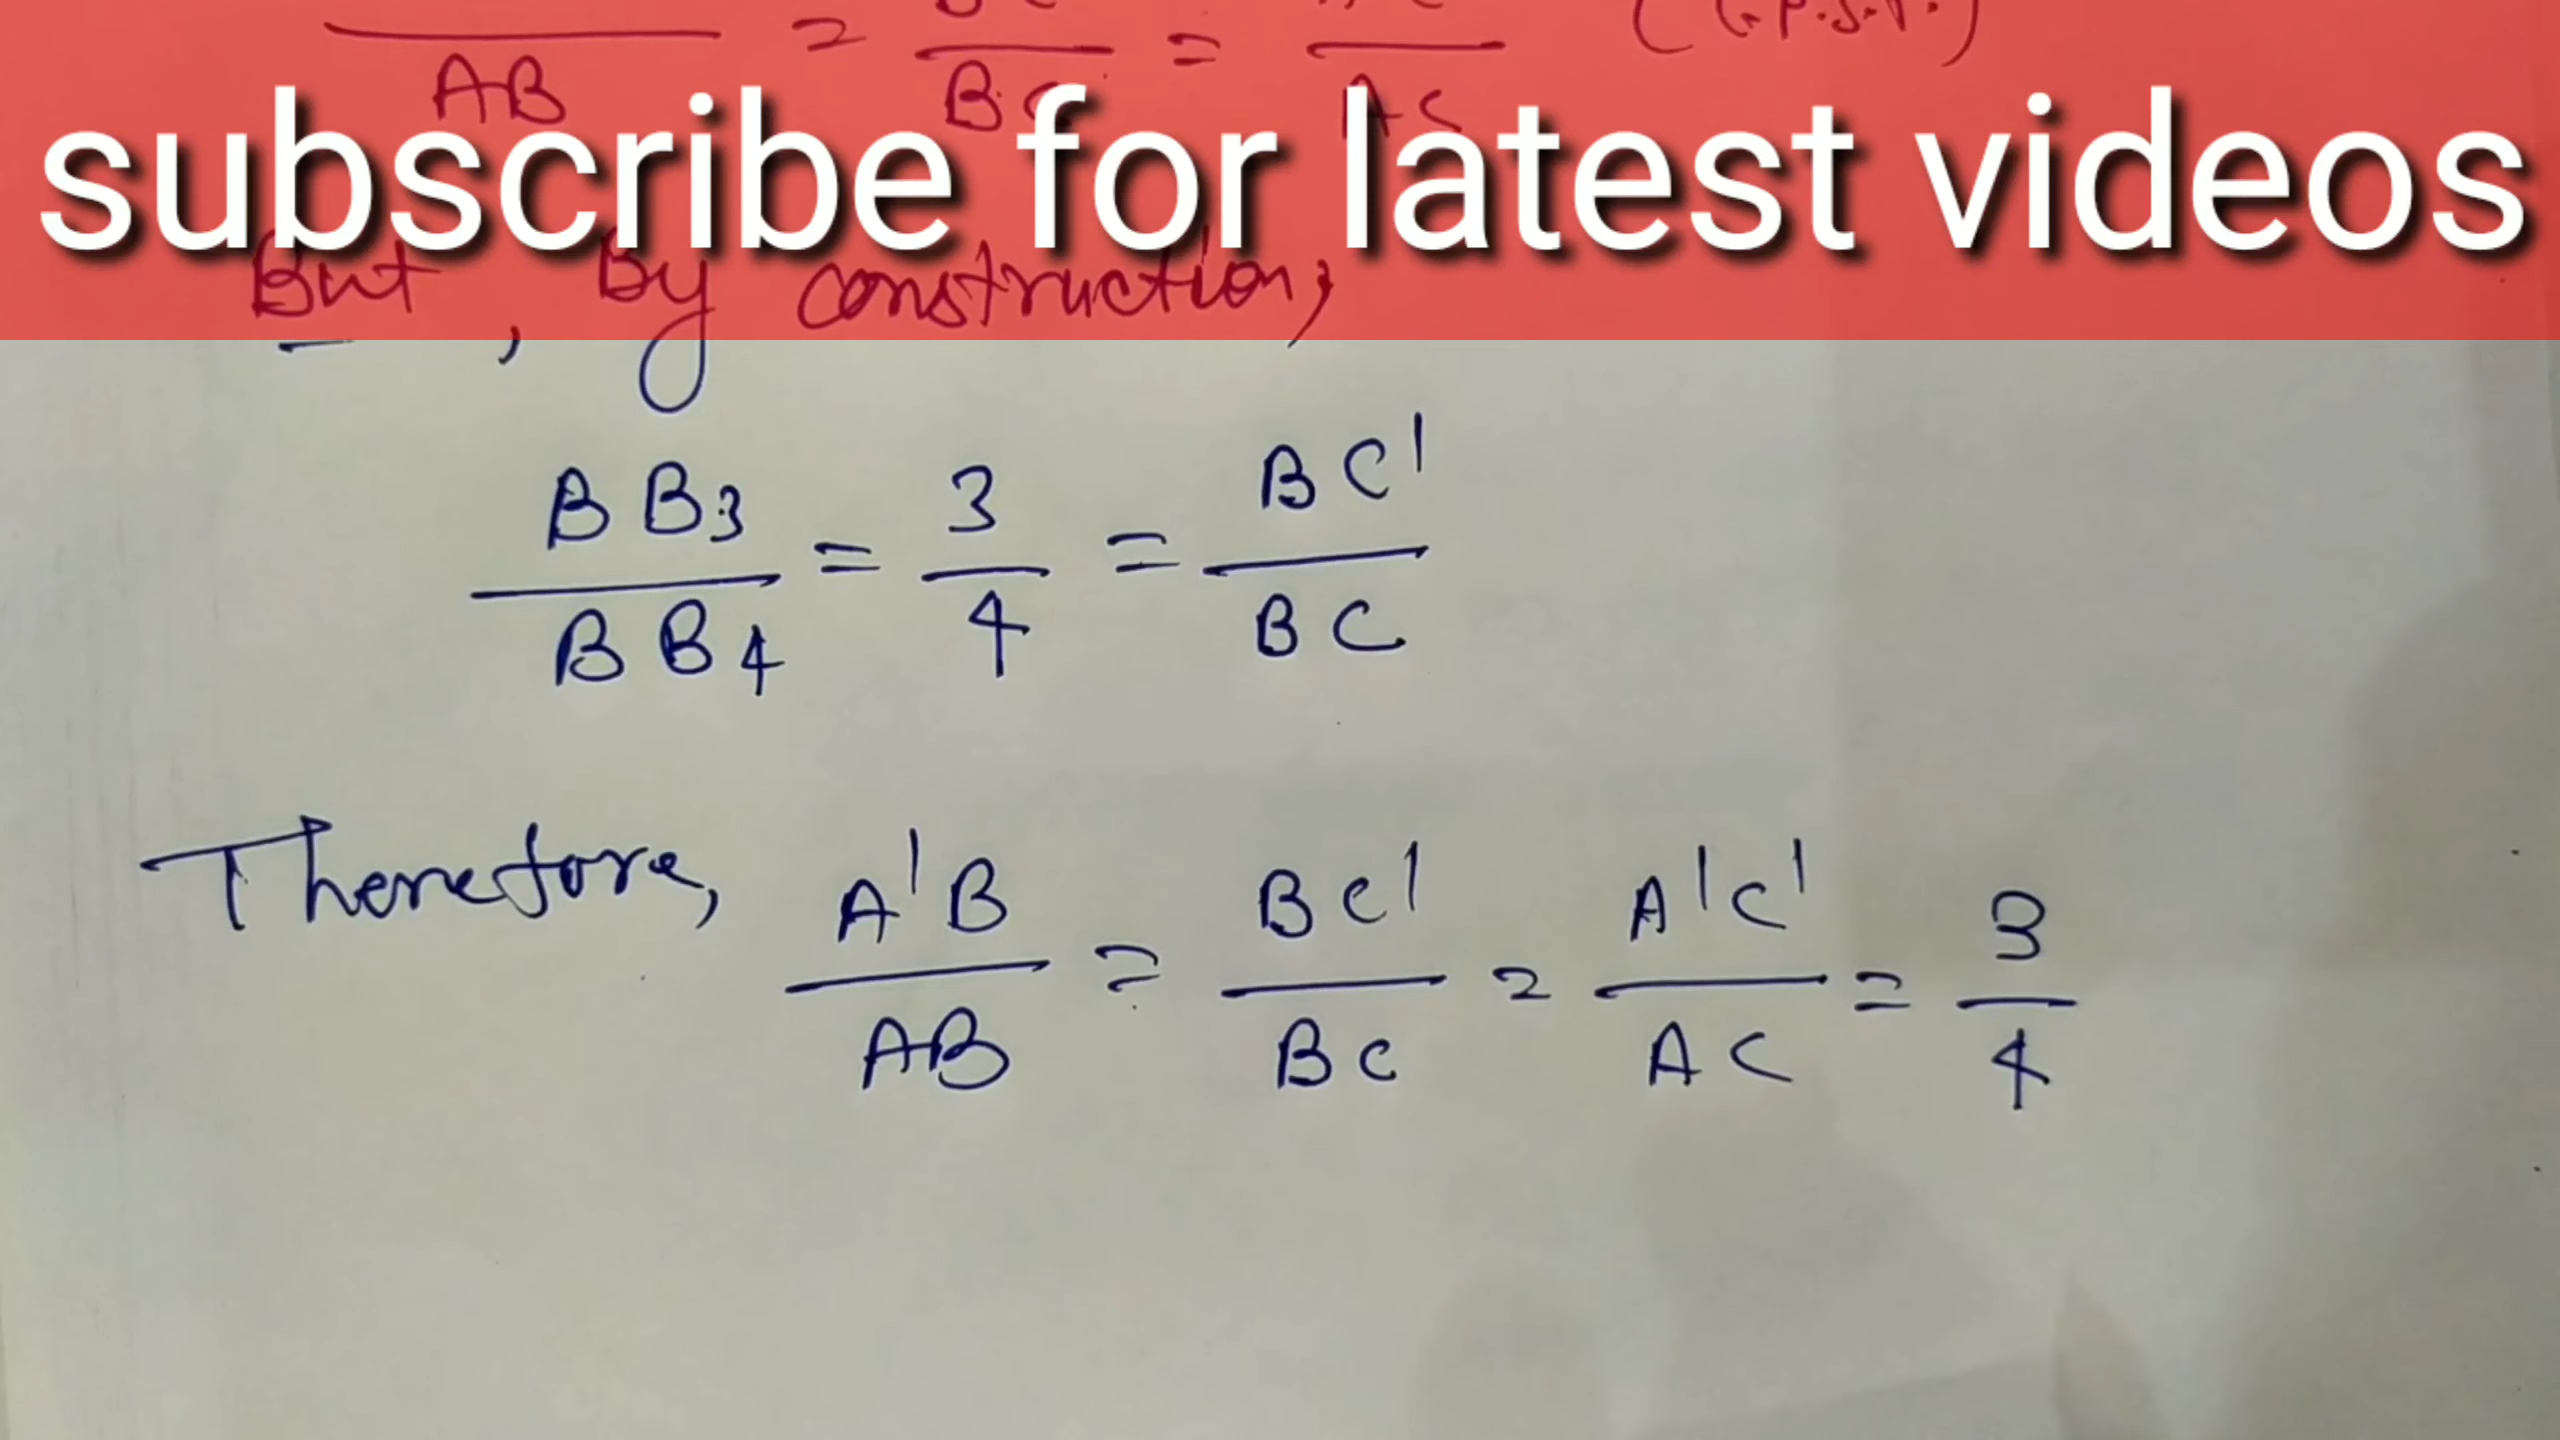 AB = BC = AC
subscribe for latest videos
But, By construction,
BB3 / BB4 = 3 / 4 = BC' / BC
Therefore, A'B / AB = BC' / BC = A'C' / AC = 3 / 4